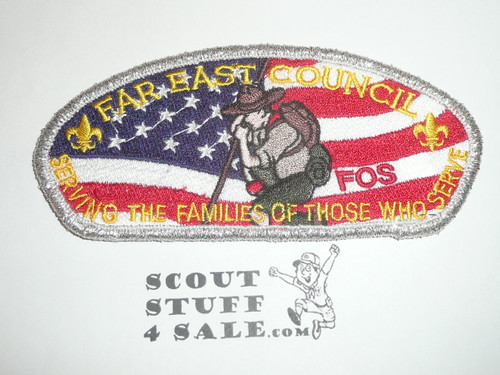 FAR EAST COUNCIL
FOS
SERVING THE FAMILIES OF THOSE WHO SERVE
SCOUT
STUFF
4 SALE.com